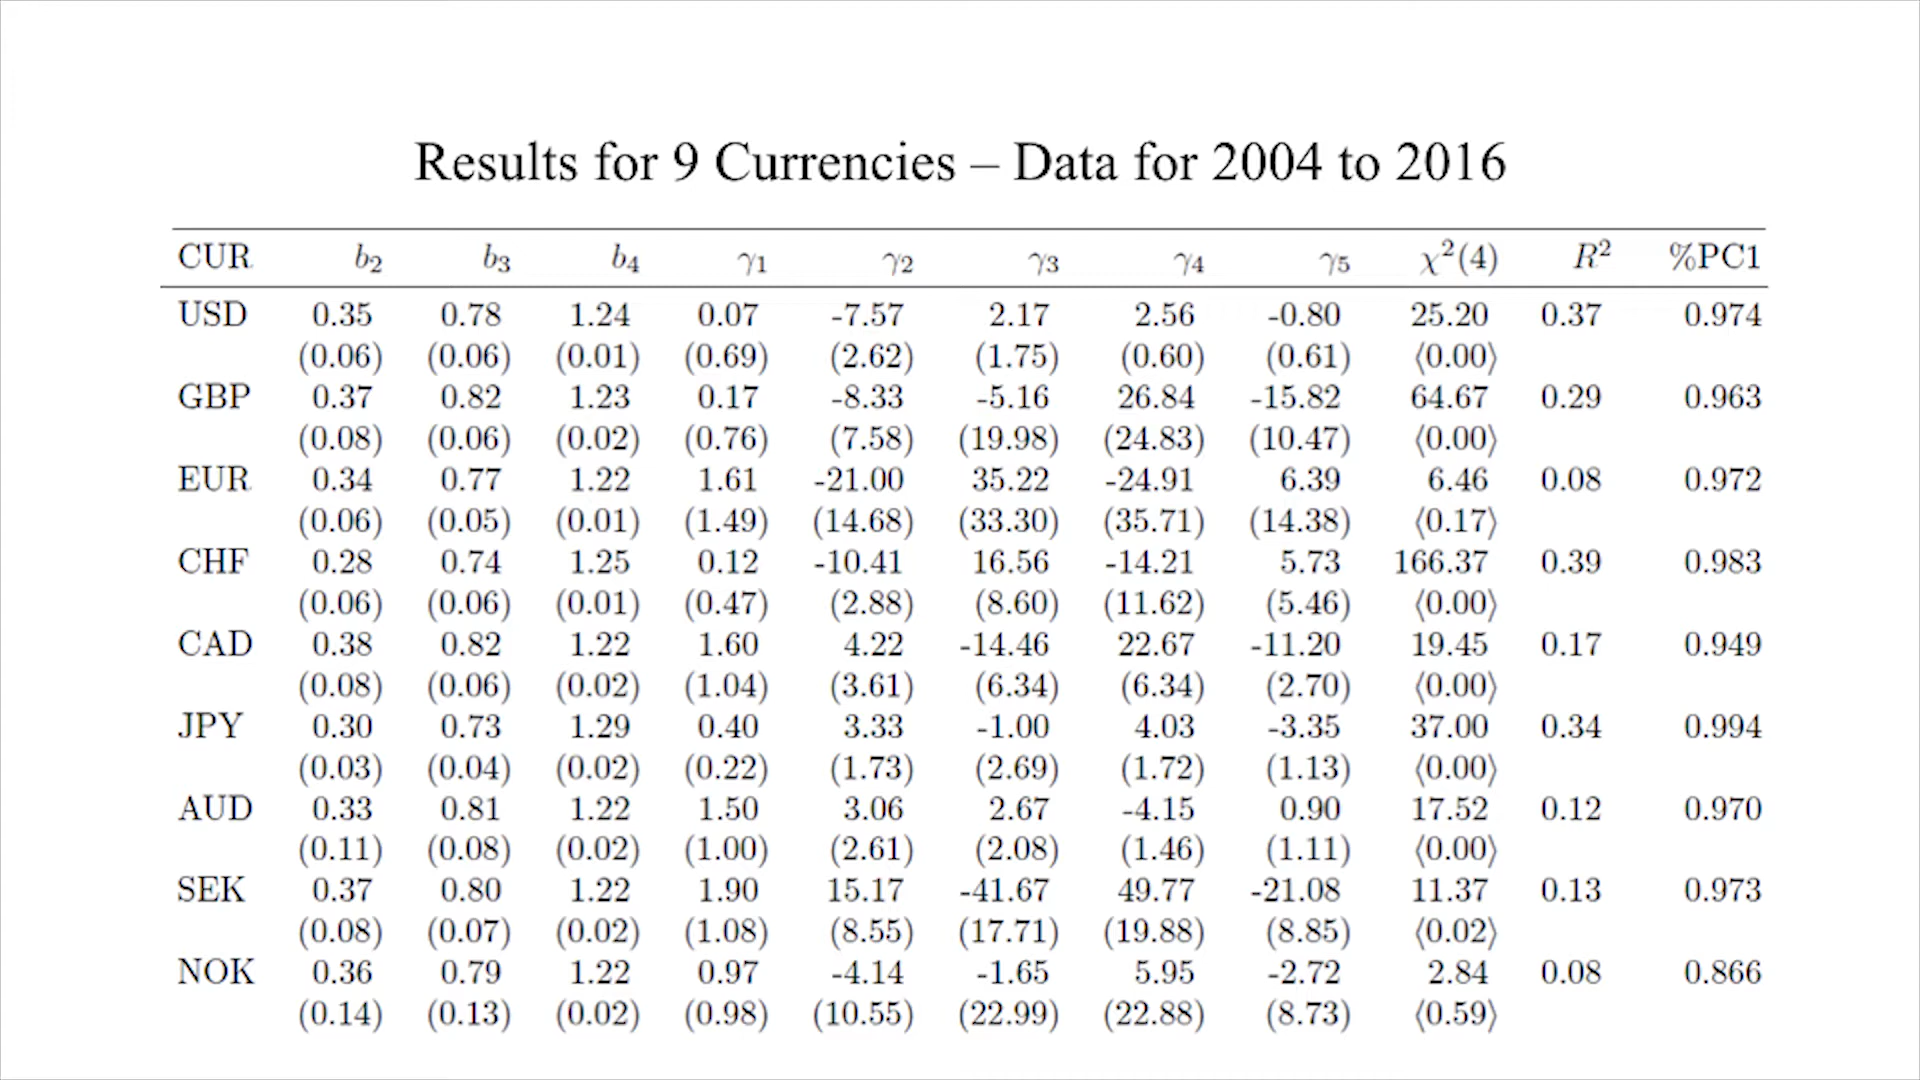 Results for 9 Currencies – Data for 2004 to 2016
CUR b₂ b₃ b₄ γ₁ γ₂ γ₃ γ₄ γ₅ χ²(4) R² %PC1
USD 0.35 0.78 1.24 0.07 -7.57 2.17 2.56 -0.80 25.20 0.37 0.974
(0.06) (0.06) (0.01) (0.69) (2.62) (1.75) (0.60) (0.61) ⟨0.00⟩
GBP 0.37 0.82 1.23 0.17 -8.33 -5.16 26.84 -15.82 64.67 0.29 0.963
(0.08) (0.06) (0.02) (0.76) (7.58) (19.98) (24.83) (10.47) ⟨0.00⟩
EUR 0.34 0.77 1.22 1.61 -21.00 35.22 -24.91 6.39 6.46 0.08 0.972
(0.06) (0.05) (0.01) (1.49) (14.68) (33.30) (35.71) (14.38) ⟨0.17⟩
CHF 0.28 0.74 1.25 0.12 -10.41 16.56 -14.21 5.73 166.37 0.39 0.983
(0.06) (0.06) (0.01) (0.47) (2.88) (8.60) (11.62) (5.46) ⟨0.00⟩
CAD 0.38 0.82 1.22 1.60 4.22 -14.46 22.67 -11.20 19.45 0.17 0.949
(0.08) (0.06) (0.02) (1.04) (3.61) (6.34) (6.34) (2.70) ⟨0.00⟩
JPY 0.30 0.73 1.29 0.40 3.33 -1.00 4.03 -3.35 37.00 0.34 0.994
(0.03) (0.04) (0.02) (0.22) (1.73) (2.69) (1.72) (1.13) ⟨0.00⟩
AUD 0.33 0.81 1.22 1.50 3.06 2.67 -4.15 0.90 17.52 0.12 0.970
(0.11) (0.08) (0.02) (1.00) (2.61) (2.08) (1.46) (1.11) ⟨0.00⟩
SEK 0.37 0.80 1.22 1.90 15.17 -41.67 49.77 -21.08 11.37 0.13 0.973
(0.08) (0.07) (0.02) (1.08) (8.55) (17.71) (19.88) (8.85) ⟨0.02⟩
NOK 0.36 0.79 1.22 0.97 -4.14 -1.65 5.95 -2.72 2.84 0.08 0.866
(0.14) (0.13) (0.02) (0.98) (10.55) (22.99) (22.88) (8.73) ⟨0.59⟩